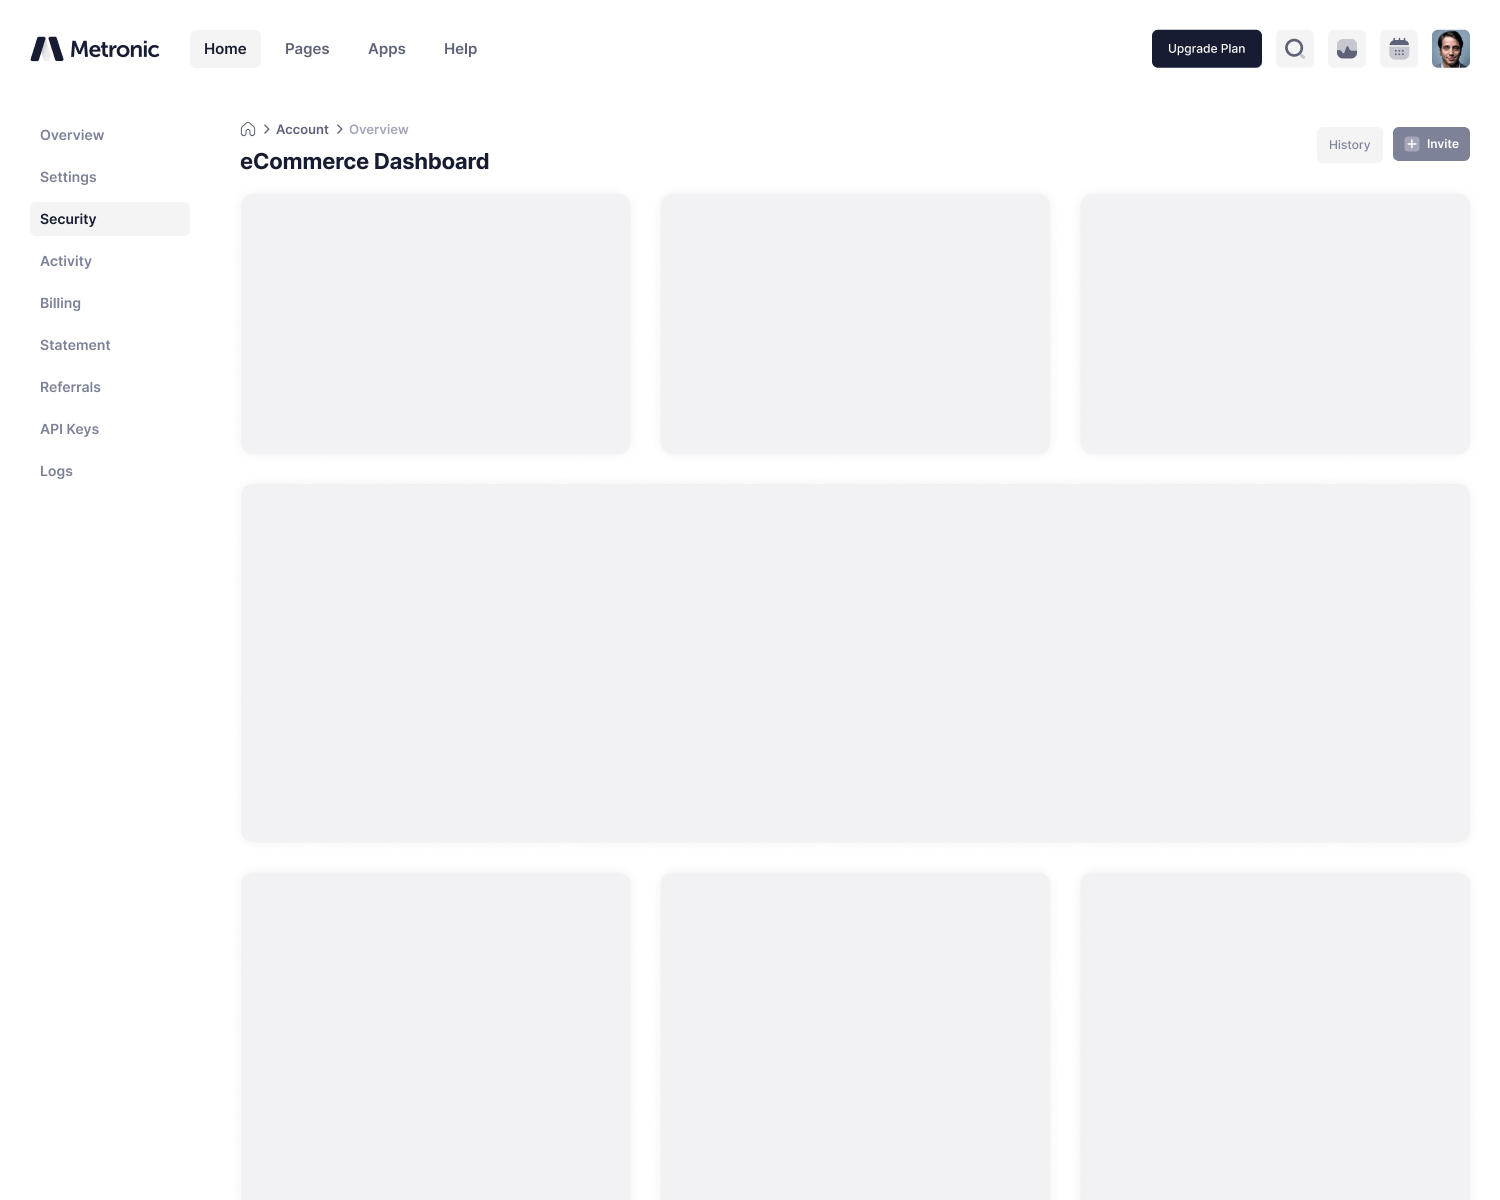 Metronic
Home
Pages
Apps
Help
Upgrade Plan
Overview
Settings
Security
Activity
Billing
Statement
Referrals
API Keys
Logs
Account
Overview
eCommerce Dashboard
History
Invite